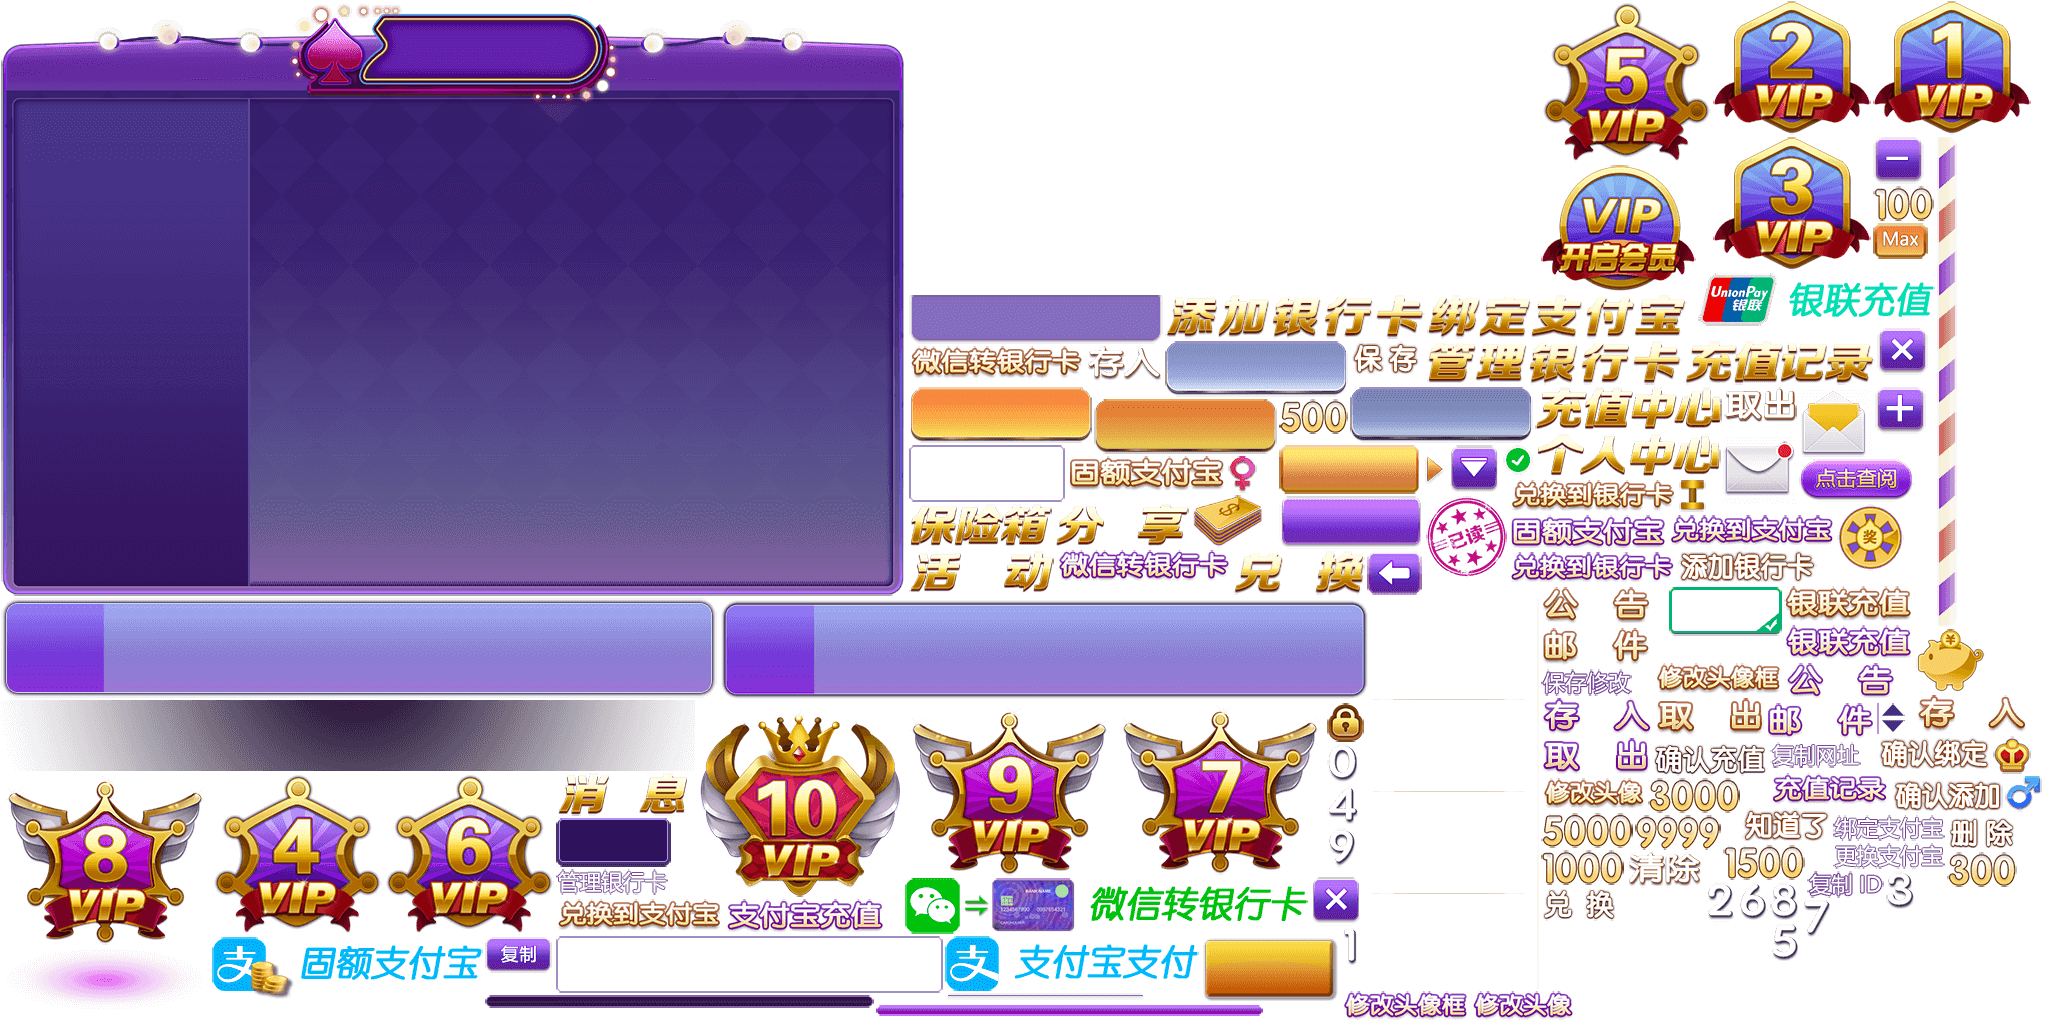 5
VIP
2
VIP
1
VIP
VIP
开启会员
3
VIP
100
Max
UnionPay
银联
银联充值
添加银行卡
绑定支付宝
微信转银行卡
存入
保存
管理银行卡
充值记录
500
充值中心
取出
个人中心
点击查阅
固额支付宝
兑换到银行卡
保险箱
分 享
已读
固额支付宝
兑换到支付宝
奖
活 动
微信转银行卡
兑 换
兑换到银行卡
添加银行卡
公 告
银联充值
邮 件
银联充值
保存修改
修改头像框
公 告
存 入
取 出
邮 件
存 入
取 出
确认充值
复制网址
确认绑定
修改头像
3000
充值记录
确认添加
5000
9999
知道了
绑定支付宝
删 除
1000
清除
1500
更换支付宝
300
兑 换
复制 ID
3
2 6 8
7
5
0
4
9
1
8
VIP
4
VIP
6
VIP
消 息
10
VIP
9
VIP
7
VIP
管理银行卡
兑换到支付宝
支付宝充值
BANK NAME
微信转银行卡
支
固额支付宝
复制
支
支付宝支付
修改头像框
修改头像